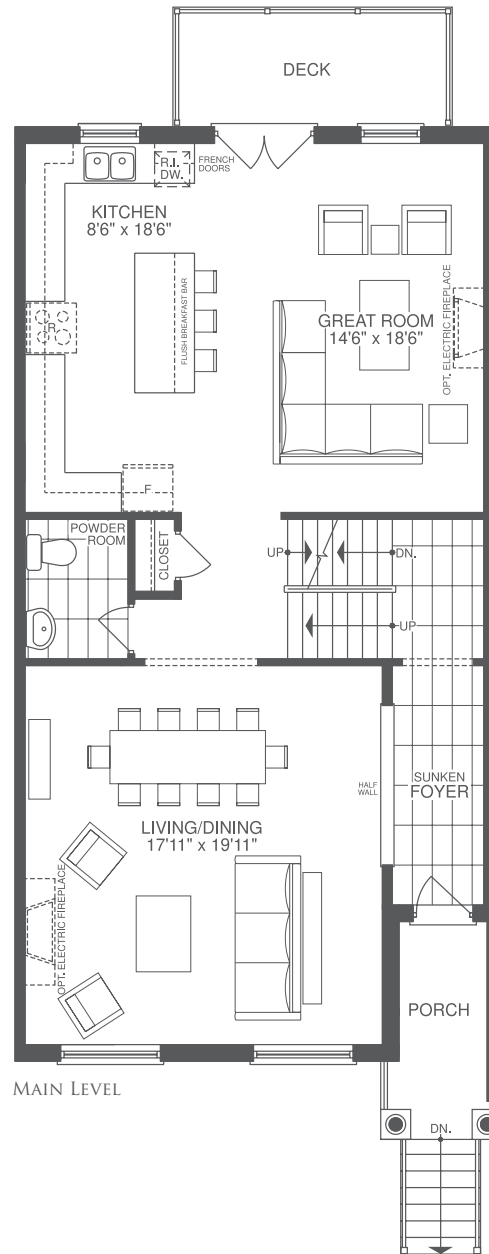 DECK
R.I.
DW.
FRENCH
DOORS
KITCHEN
8'6" x 18'6"
FLUSH BREAKFAST BAR
GREAT ROOM
14'6" x 18'6"
OPT. ELECTRIC FIREPLACE
R
F
POWDER
ROOM
CLOSET
UP
DN.
UP
SUNKEN
FOYER
HALF
WALL
LIVING/DINING
17'11" x 19'11"
OPT. ELECTRIC FIREPLACE
PORCH
MAIN LEVEL
DN.